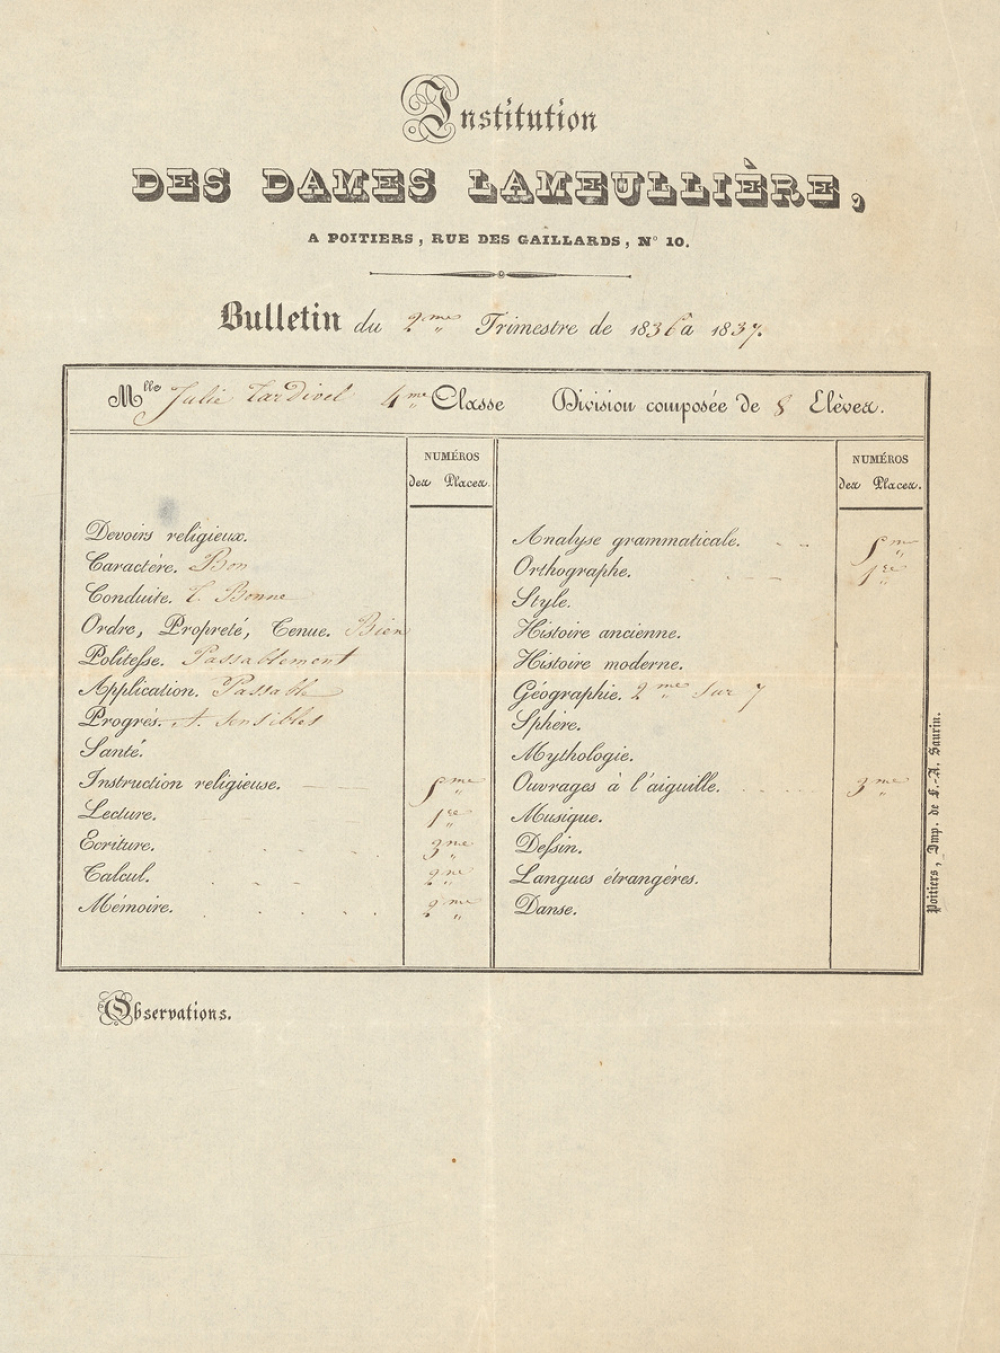 Institution
DES DAMES LAMEULLIÈRE,
A POITIERS, RUE DES GAILLARDS, N° 10.
Bulletin du 2me Trimestre de 1836 à 1837.
Mlle Julie Tardivel 4me Classe Division composée de 8 Elèves.
NUMÉROS
des Places.
Devoirs religieux.
Caractère. Bon
Conduite. T. Bonne
Ordre, Propreté, Tenue. Bien
Politesse. Passablement
Application. Passable
Progrès. A. Sensibles
Santé.
Instruction religieuse. 5me
Lecture. 1re
Ecriture. 3me
Calcul. 2me
Mémoire. 2me
NUMÉROS
des Places.
Analyse grammaticale. 5me
Orthographe. 1re
Style.
Histoire ancienne.
Histoire moderne.
Géographie. 2me sur 7
Sphère.
Mythologie.
Ouvrages à l'aiguille. 3me
Musique.
Dessin.
Langues étrangères.
Danse.
Poitiers, Imp. de F.-A. Saurin.
Observations.